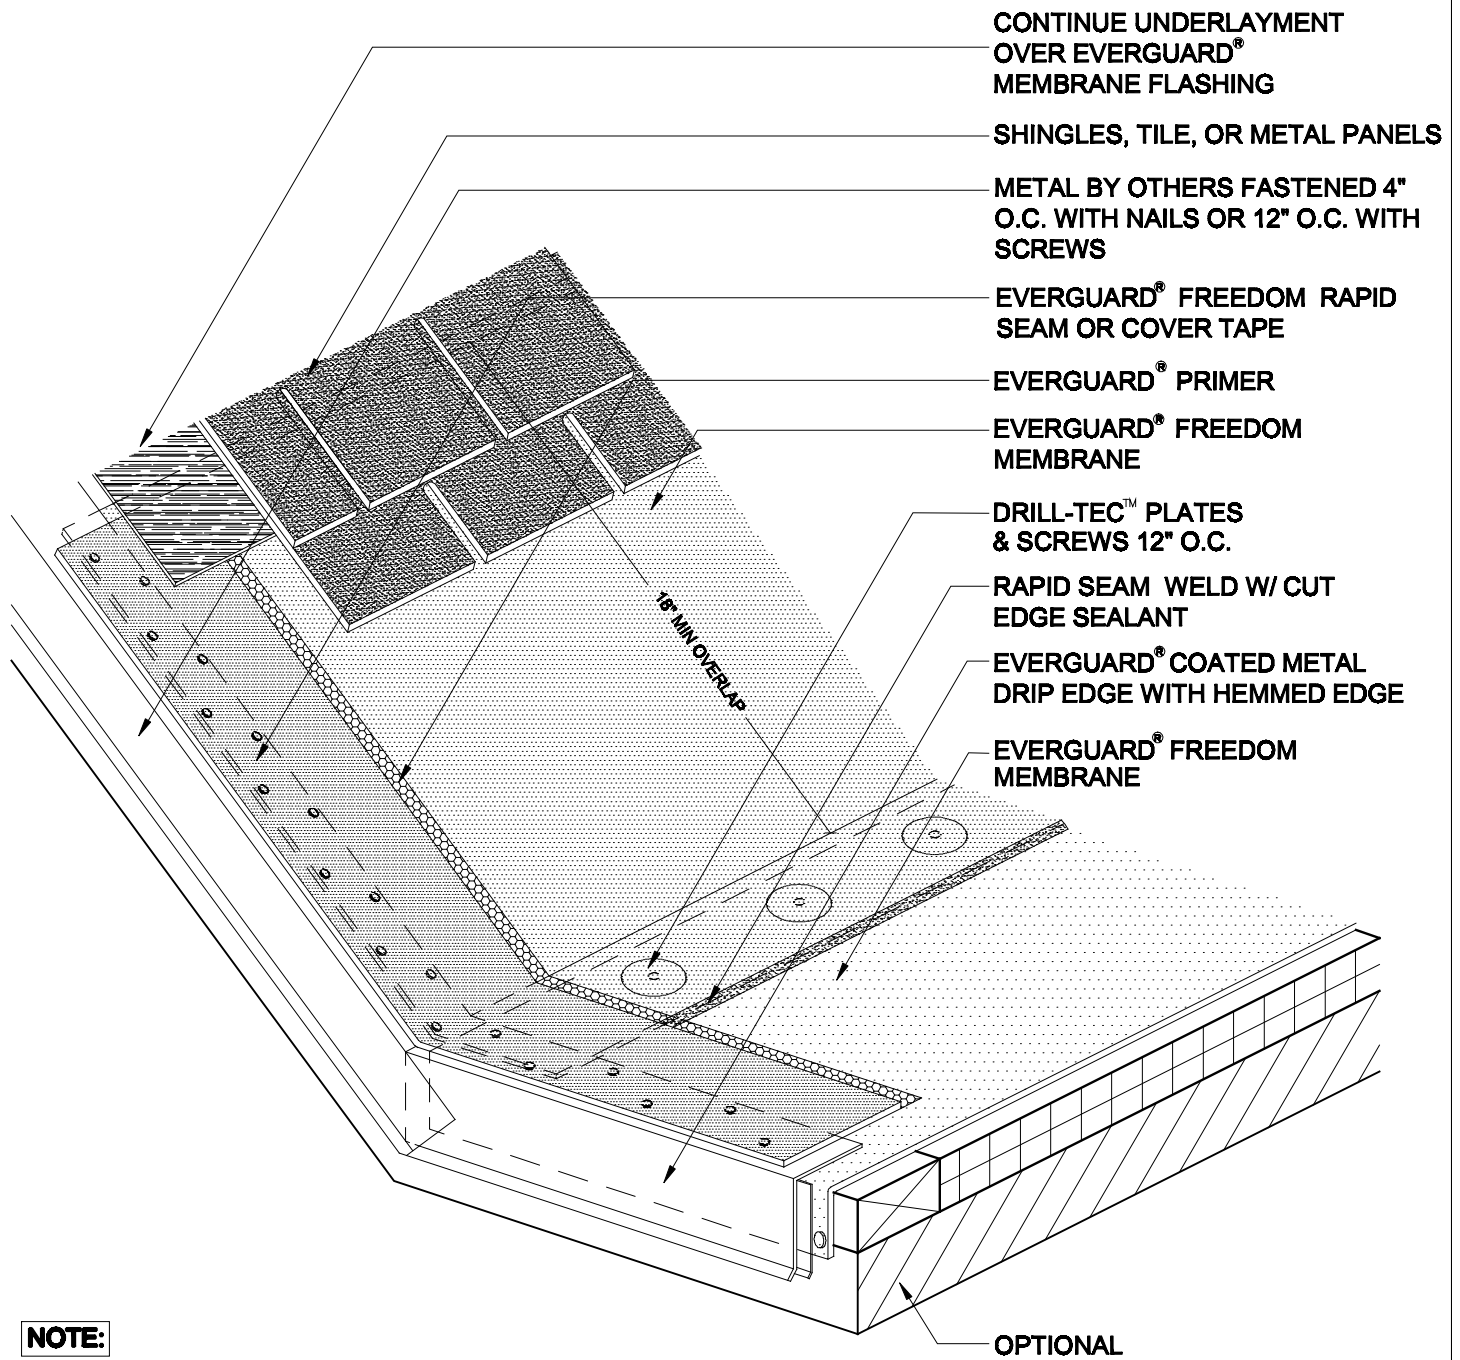 CONTINUE UNDERLAYMENT
OVER EVERGUARD®
MEMBRANE FLASHING
SHINGLES, TILE, OR METAL PANELS
METAL BY OTHERS FASTENED 4"
O.C. WITH NAILS OR 12" O.C. WITH
SCREWS
EVERGUARD® FREEDOM RAPID
SEAM OR COVER TAPE
EVERGUARD® PRIMER
EVERGUARD® FREEDOM
MEMBRANE
DRILL-TEC™ PLATES
& SCREWS 12" O.C.
RAPID SEAM WELD W/ CUT
EDGE SEALANT
18" MIN OVERLAP
EVERGUARD® COATED METAL
DRIP EDGE WITH HEMMED EDGE
EVERGUARD® FREEDOM
MEMBRANE
NOTE:
OPTIONAL